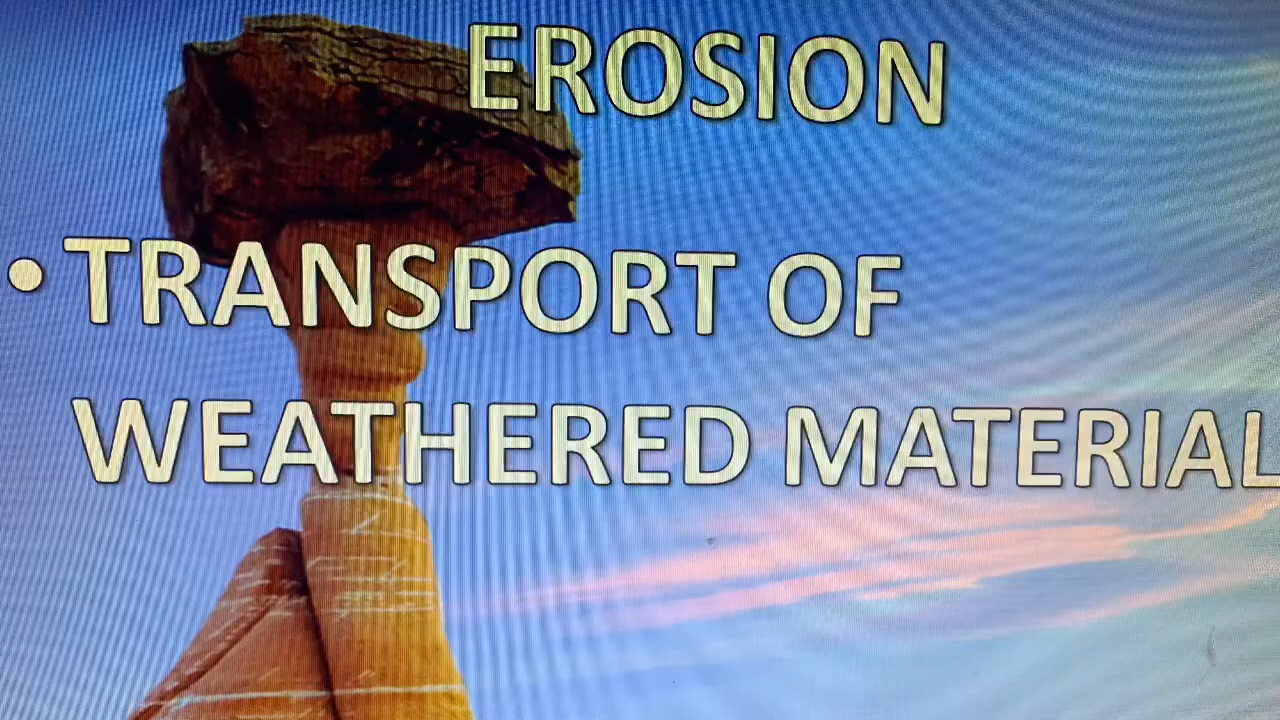 EROSION
• TRANSPORT OF
WEATHERED MATERIAL